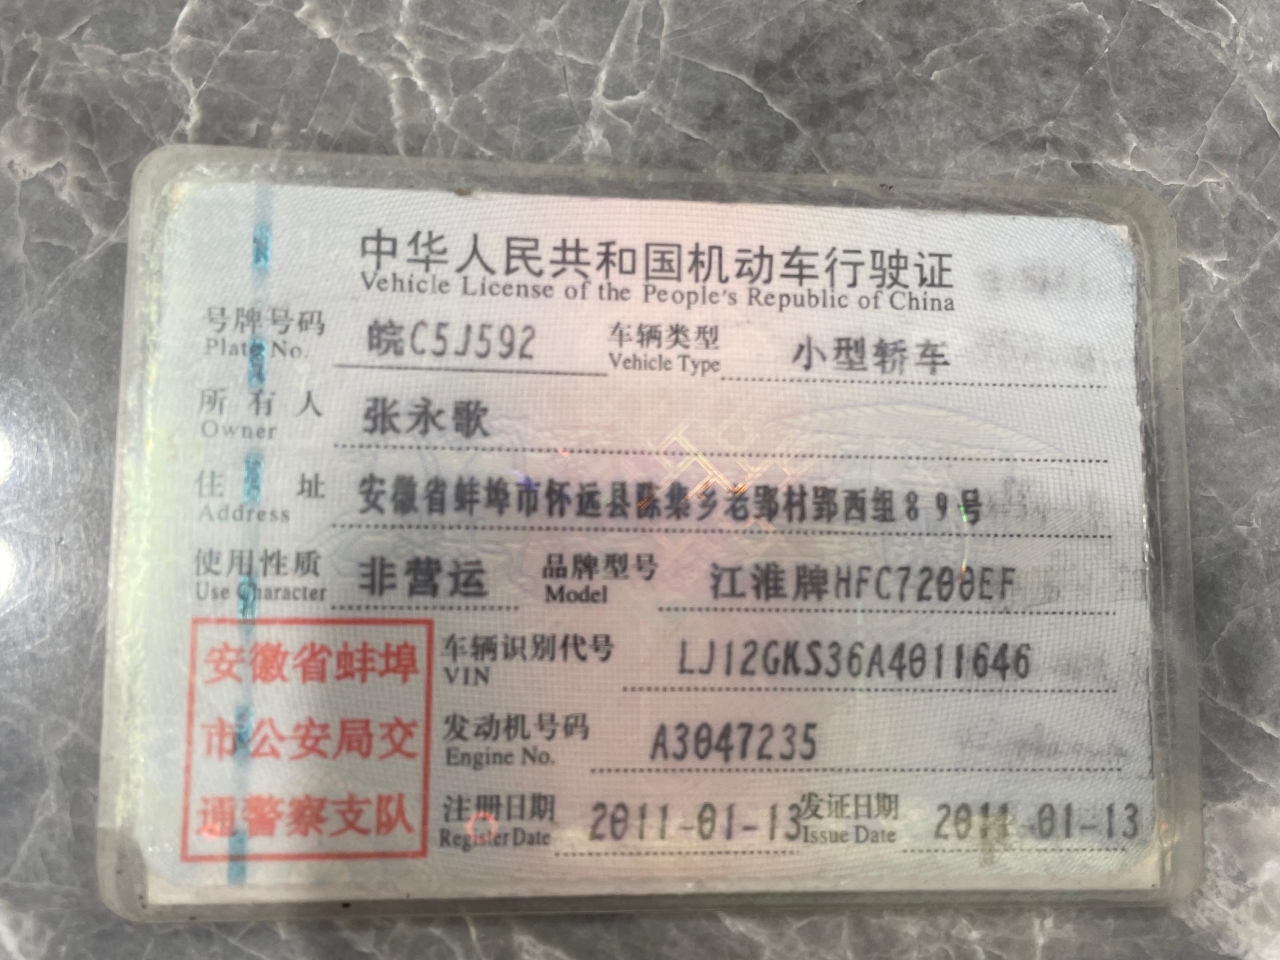 中华人民共和国机动车行驶证
Vehicle License of the People's Republic of China
号牌号码 皖C5J592 车辆类型 小型轿车
Plate No. Vehicle Type
所有人 张永歌
Owner
住址 安徽省蚌埠市怀远县陈集乡老郢村郢西组89号
Address
使用性质 非营运 品牌型号 江淮牌HFC7200EF
Use Character Model
安徽省蚌埠
市公安局交
通警察支队
车辆识别代号 LJ12GKS36A4011646
VIN
发动机号码 A3047235
Engine No.
注册日期 2011-01-13 发证日期 2011-01-13
Register Date Issue Date